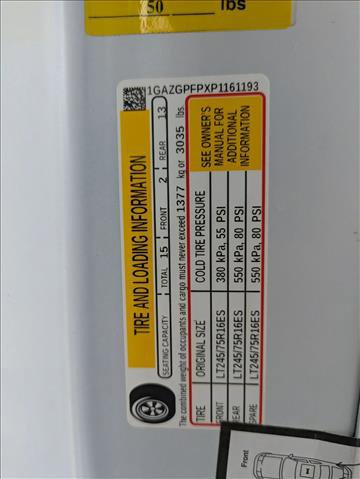 50 lbs
1GAZGPFPXP1161193
TIRE AND LOADING INFORMATION
SEATING CAPACITY TOTAL 15 FRONT 2 REAR 13
The combined weight of occupants and cargo must never exceed 1377 kg or 3035 lbs.
TIRE ORIGINAL SIZE COLD TIRE PRESSURE SEE OWNER'S MANUAL FOR ADDITIONAL INFORMATION
FRONT LT245/75R16ES 380 kPa, 55 PSI
REAR LT245/75R16ES 550 kPa, 80 PSI
SPARE LT245/75R16ES 550 kPa, 80 PSI
Front